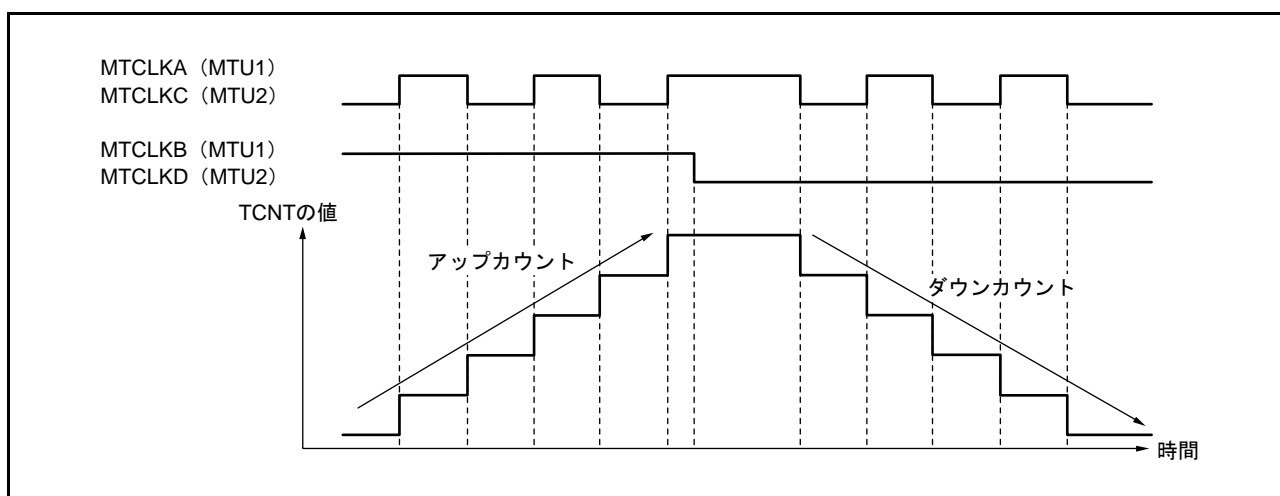 MTCLKA（MTU1）
MTCLKC（MTU2）
MTCLKB（MTU1）
MTCLKD（MTU2）
TCNTの値
アップカウント
ダウンカウント
時間